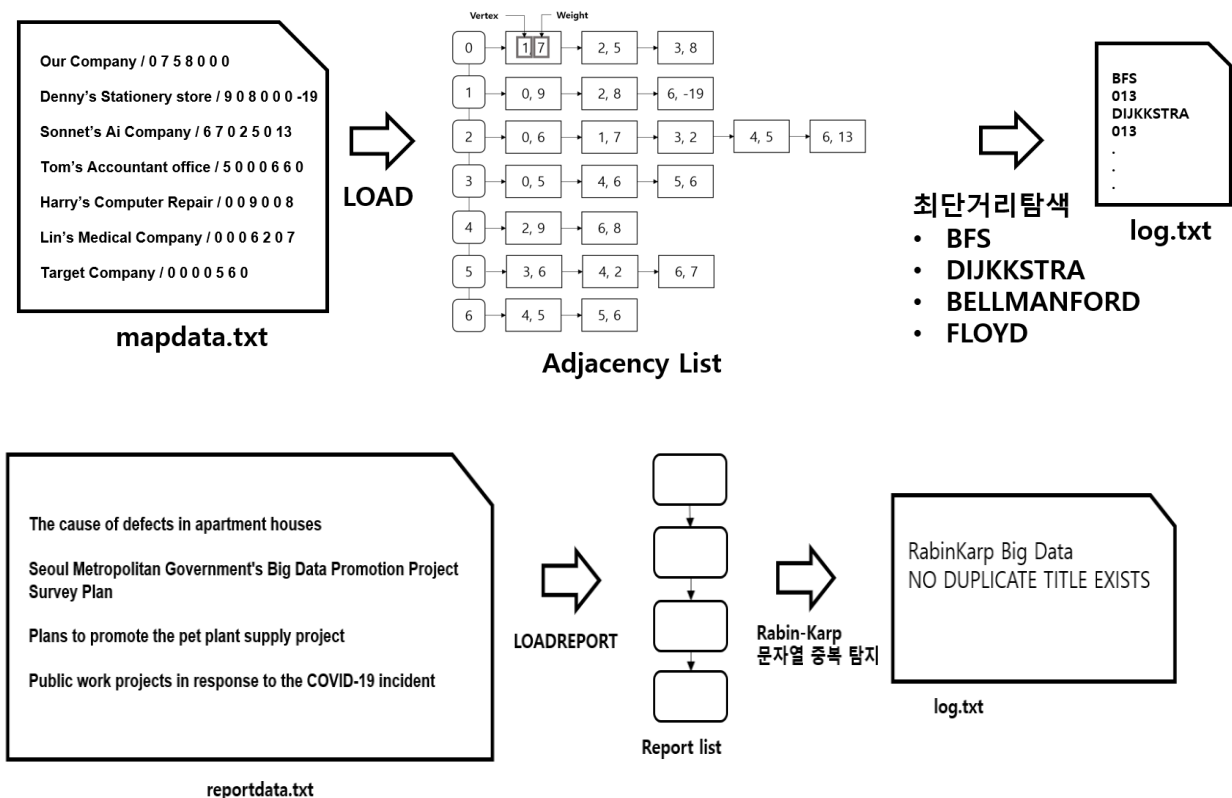 Our Company / 0 7 5 8 0 0 0
Denny's Stationery store / 9 0 8 0 0 0 -19
Sonnet's Ai Company / 6 7 0 2 5 0 13
Tom's Accountant office / 5 0 0 0 6 6 0
Harry's Computer Repair / 0 0 9 0 0 8
Lin's Medical Company / 0 0 0 6 2 0 7
Target Company / 0 0 0 0 5 6 0
mapdata.txt
LOAD
Vertex
Weight
0 1 7 2, 5 3, 8
1 0, 9 2, 8 6, -19
2 0, 6 1, 7 3, 2 4, 5 6, 13
3 0, 5 4, 6 5, 6
4 2, 9 6, 8
5 3, 6 4, 2 6, 7
6 4, 5 5, 6
Adjacency List
최단거리탐색
• BFS
• DIJKKSTRA
• BELLMANFORD
• FLOYD
BFS
013
DIJKKSTRA
013
.
.
.
log.txt
The cause of defects in apartment houses
Seoul Metropolitan Government's Big Data Promotion Project
Survey Plan
Plans to promote the pet plant supply project
Public work projects in response to the COVID-19 incident
reportdata.txt
LOADREPORT
Report list
Rabin-Karp
문자열 중복 탐지
RabinKarp Big Data
NO DUPLICATE TITLE EXISTS
log.txt